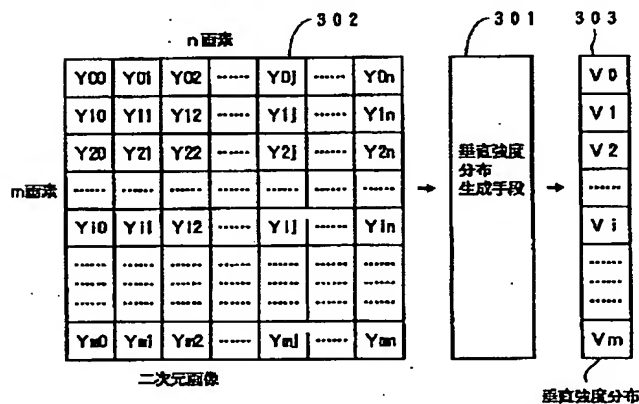 302 301 303
n画素
Y00 Y01 Y02 ...... Y0j ...... Y0n V0
Y10 Y11 Y12 ...... Y1j ...... Y1n V1
Y20 Y21 Y22 ...... Y2j ...... Y2n V2
m画素 ...... ...... ...... ...... ...... ...... ...... → 垂直強度分布生成手段 → ......
Yi0 Yi1 Yi2 ...... Yij ...... Yin Vi
...... ...... ...... ...... ...... ...... ...... ......
...... ...... ...... ...... ...... ...... ...... ......
...... ...... ...... ...... ...... ...... ...... ......
Ym0 Ym1 Ym2 ...... Ymj ...... Ymn Vm
二次元画像
垂直強度分布